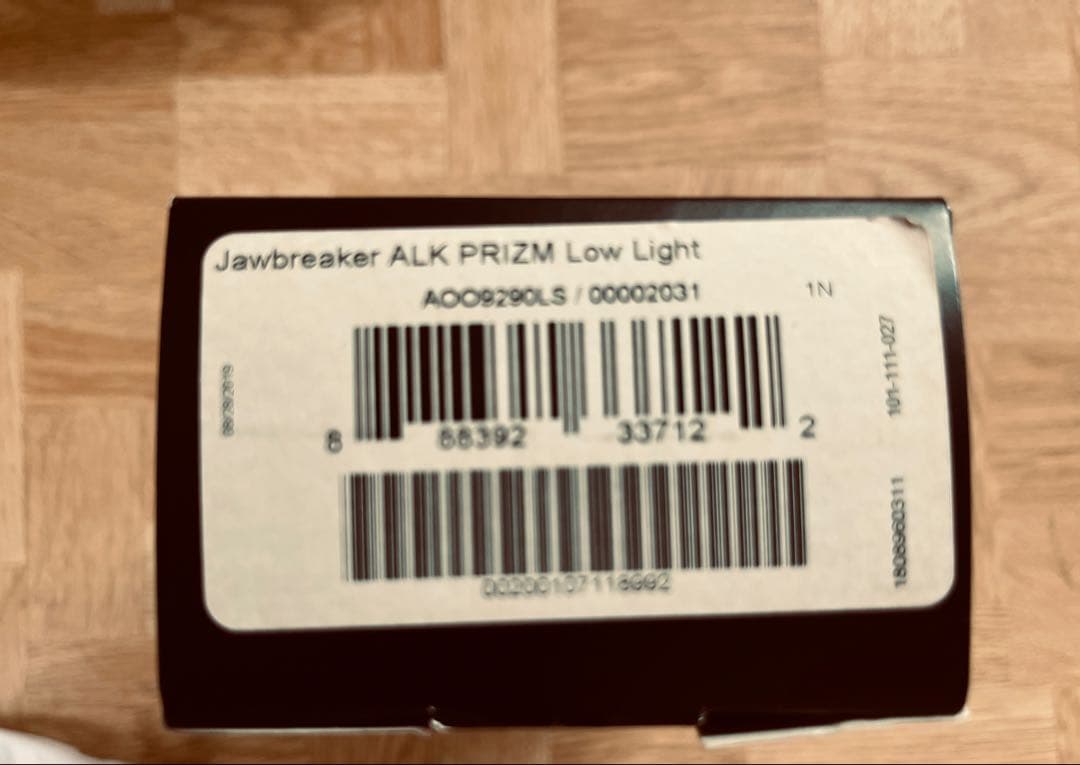 Jawbreaker ALK PRIZM Low Light
AOO9290LS / 00002031
1N
101-111-027
8 88392 33712 2
1808960311